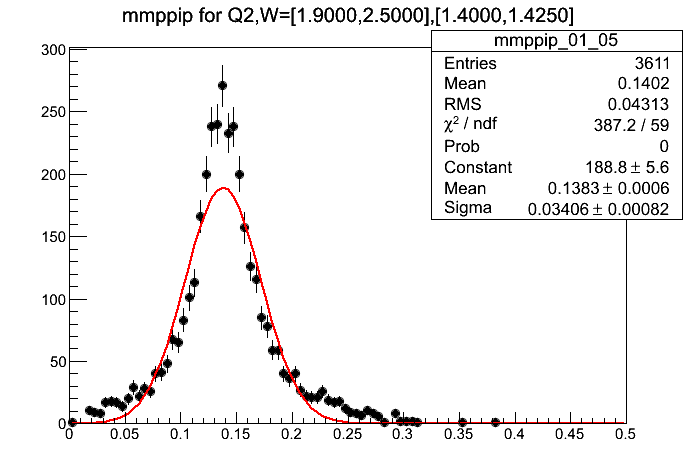 mmppip for Q2,W=[1.9000,2.5000],[1.4000,1.4250]
mmppip_01_05
Entries 3611
Mean 0.1402
RMS 0.04313
χ² / ndf 387.2 / 59
Prob 0
Constant 188.8 ± 5.6
Mean 0.1383 ± 0.0006
Sigma 0.03406 ± 0.00082
300
250
200
150
100
50
0
0 0.05 0.1 0.15 0.2 0.25 0.3 0.35 0.4 0.45 0.5